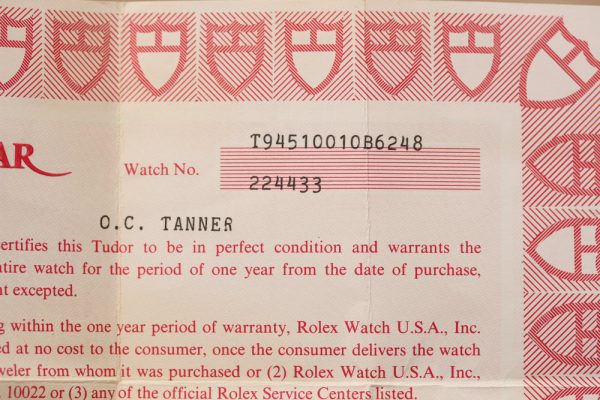 AR
T94510010B6248
Watch No.
224433
O.C. TANNER
ertifies this Tudor to be in perfect condition and warrants the
ntire watch for the period of one year from the date of purchase,
nt excepted.
g within the one year period of warranty, Rolex Watch U.S.A., Inc.
ed at no cost to the consumer, once the consumer delivers the watch
weler from whom it was purchased or (2) Rolex Watch U.S.A., Inc.,
. 10022 or (3) any of the official Rolex Service Centers listed.